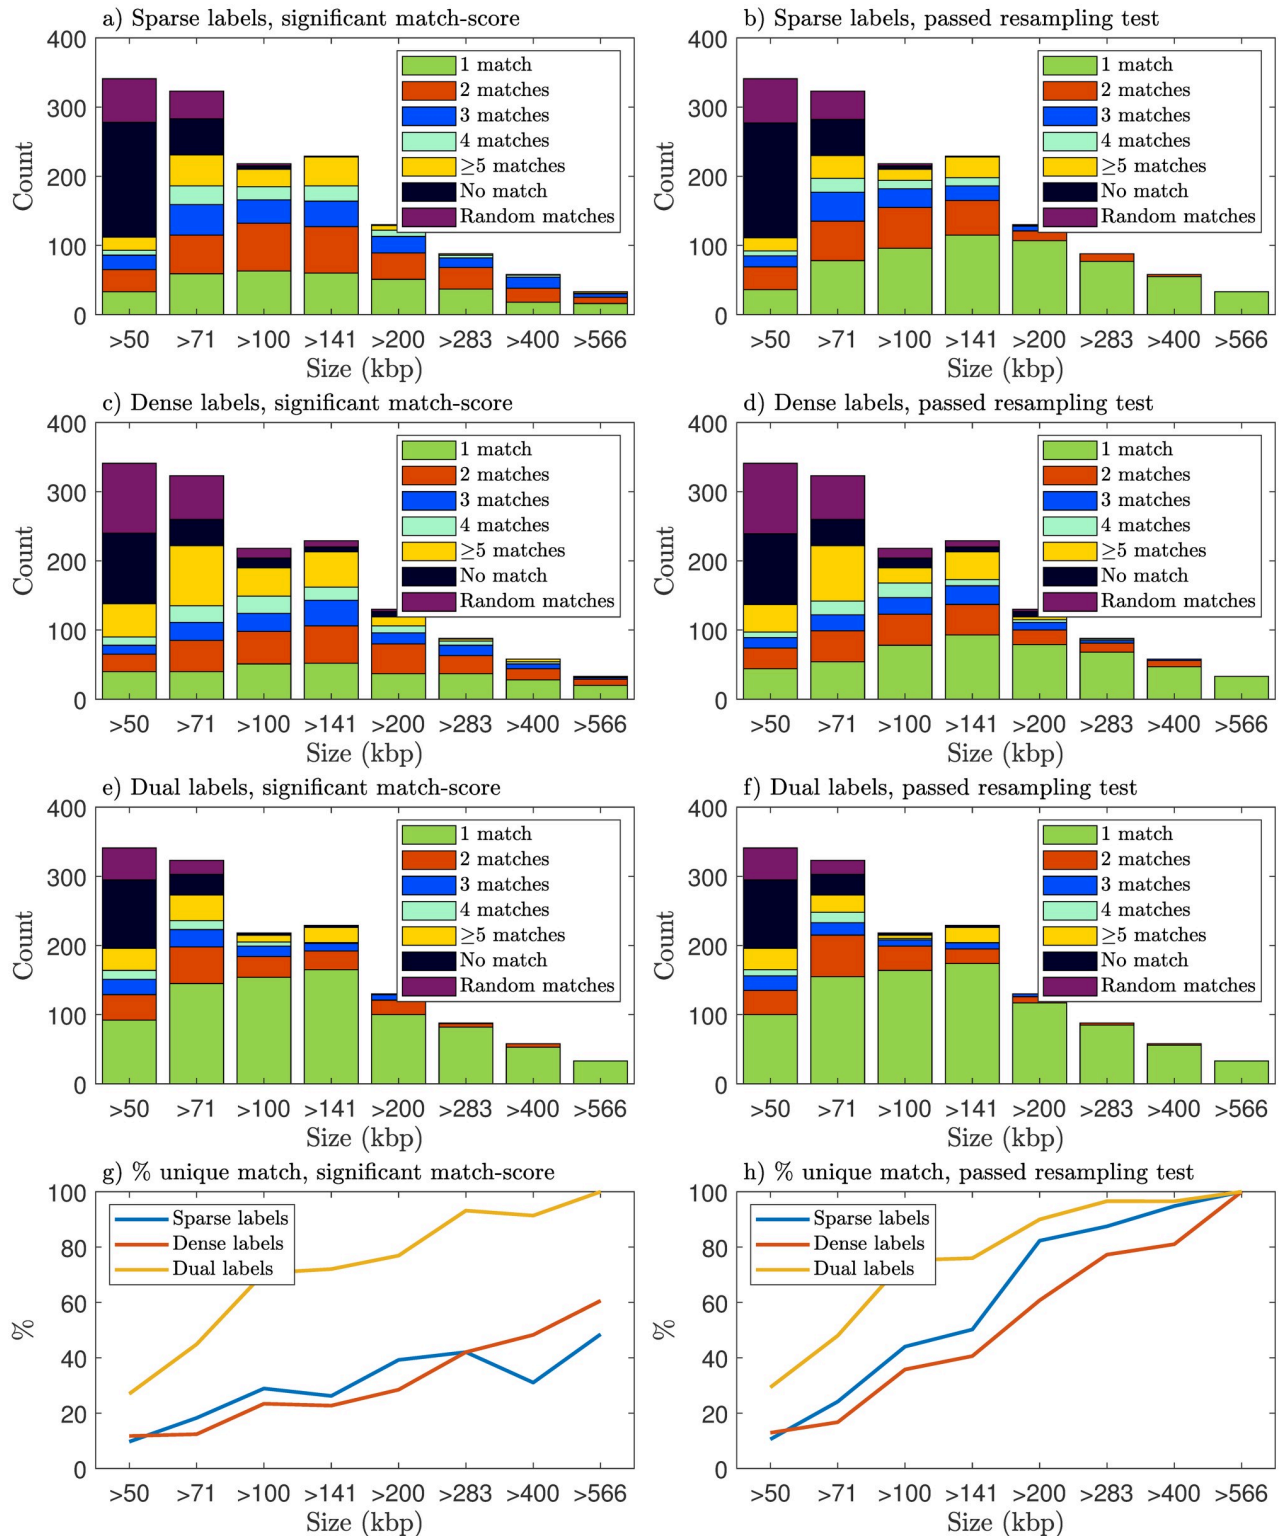 a) Sparse labels, significant match-score
400
300
200
100
0
Count
1 match
2 matches
3 matches
4 matches
≥5 matches
No match
Random matches
>50 >71 >100 >141 >200 >283 >400 >566
Size (kbp)
b) Sparse labels, passed resampling test
400
300
200
100
0
Count
1 match
2 matches
3 matches
4 matches
≥5 matches
No match
Random matches
>50 >71 >100 >141 >200 >283 >400 >566
Size (kbp)
c) Dense labels, significant match-score
400
300
200
100
0
Count
1 match
2 matches
3 matches
4 matches
≥5 matches
No match
Random matches
>50 >71 >100 >141 >200 >283 >400 >566
Size (kbp)
d) Dense labels, passed resampling test
400
300
200
100
0
Count
1 match
2 matches
3 matches
4 matches
≥5 matches
No match
Random matches
>50 >71 >100 >141 >200 >283 >400 >566
Size (kbp)
e) Dual labels, significant match-score
400
300
200
100
0
Count
1 match
2 matches
3 matches
4 matches
≥5 matches
No match
Random matches
>50 >71 >100 >141 >200 >283 >400 >566
Size (kbp)
f) Dual labels, passed resampling test
400
300
200
100
0
Count
1 match
2 matches
3 matches
4 matches
≥5 matches
No match
Random matches
>50 >71 >100 >141 >200 >283 >400 >566
Size (kbp)
g) % unique match, significant match-score
100
80
60
40
20
0
%
Sparse labels
Dense labels
Dual labels
>50 >71 >100 >141 >200 >283 >400 >566
Size (kbp)
h) % unique match, passed resampling test
100
80
60
40
20
0
%
Sparse labels
Dense labels
Dual labels
>50 >71 >100 >141 >200 >283 >400 >566
Size (kbp)